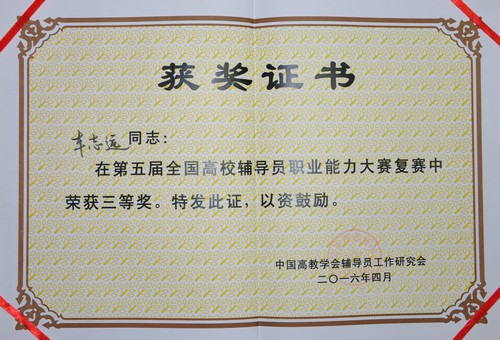 获奖证书
车志远同志：
在第五届全国高校辅导员职业能力大赛复赛中
荣获三等奖。特发此证，以资鼓励。
中国高教学会辅导员工作研究会
二〇一六年四月